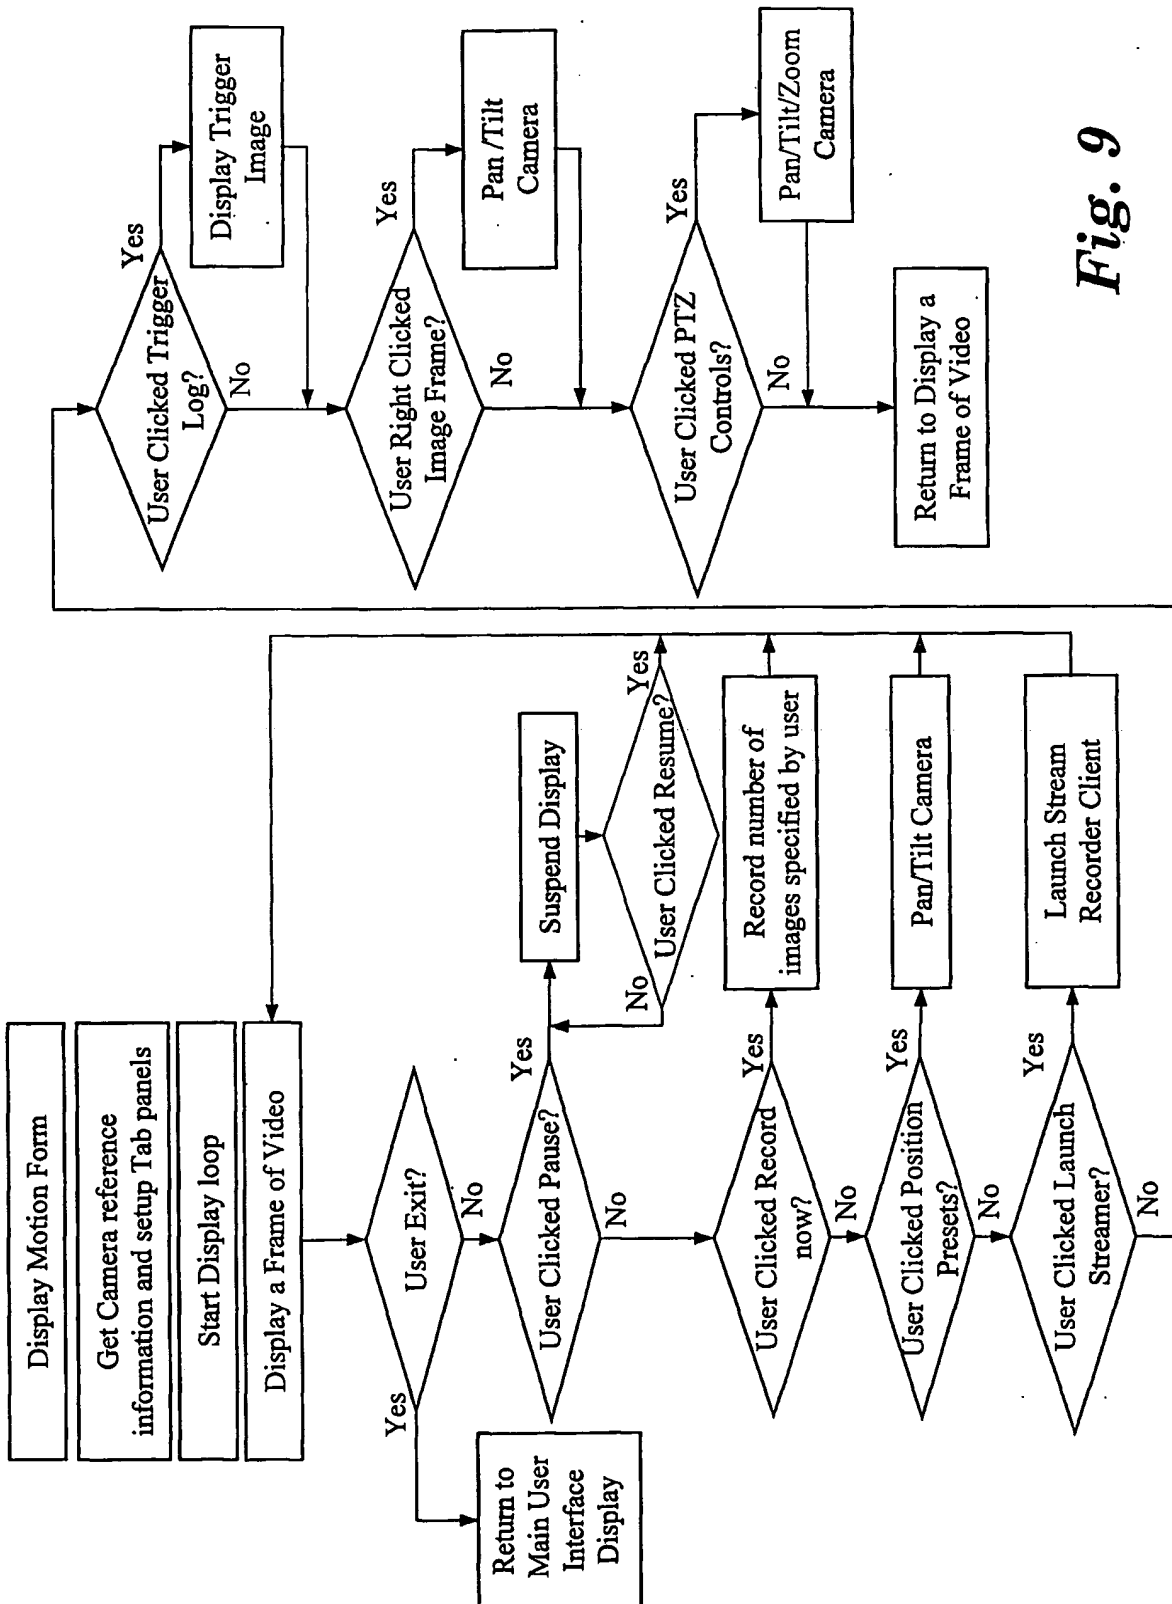 Display Motion Form
Get Camera reference
information and setup Tab panels
Start Display loop
Display a Frame of Video
User Exit?
Yes
No
Return to
Main User
Interface
Display
User Clicked Pause?
Yes
No
Suspend Display
User Clicked Resume?
Yes
No
User Clicked Record
now?
Yes
No
Record number of
images specified by user
User Clicked Position
Presets?
Yes
No
Pan/Tilt Camera
User Clicked Launch
Streamer?
Yes
No
Launch Stream
Recorder Client
User Clicked Trigger
Log?
Yes
No
Display Trigger
Image
User Right Clicked
Image Frame?
Yes
No
Pan /Tilt
Camera
User Clicked PTZ
Controls?
Yes
No
Pan/Tilt/Zoom
Camera
Return to Display a
Frame of Video
Fig. 9